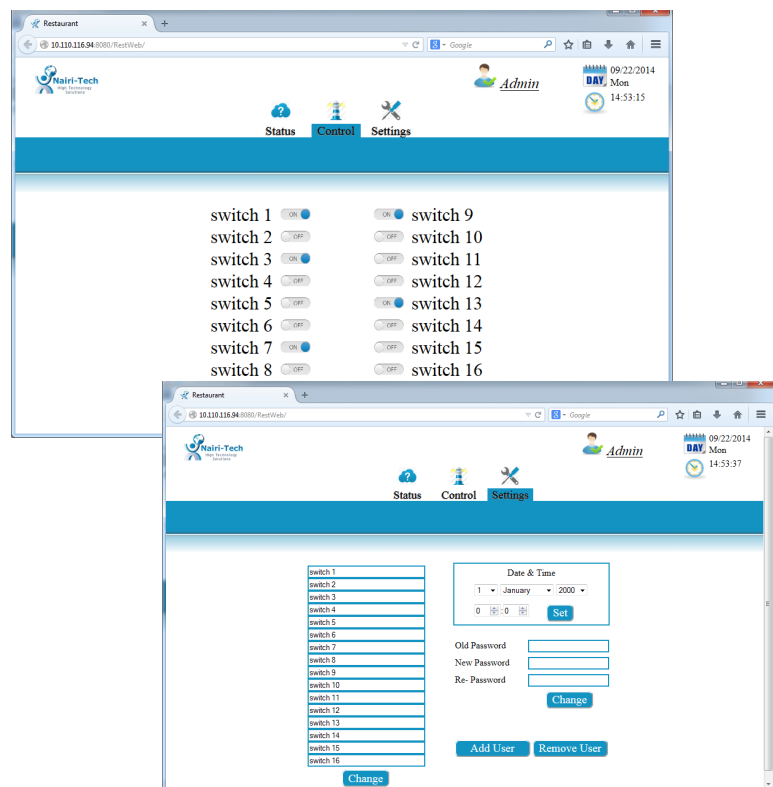 Restaurant
10.110.116.94:8080/RestWeb/
Google
Nairi-Tech
High Technology
Solutions
Admin
DAY
09/22/2014
Mon
14:53:15
Status Control Settings
switch 1 ON ON switch 9
switch 2 OFF OFF switch 10
switch 3 ON OFF switch 11
switch 4 OFF OFF switch 12
switch 5 OFF ON switch 13
switch 6 OFF OFF switch 14
switch 7 ON OFF switch 15
switch 8 OFF OFF switch 16
Restaurant
10.110.116.94:8080/RestWeb/
Google
Nairi-Tech
High Technology
Solutions
Admin
DAY
09/22/2014
Mon
14:53:37
Status Control Settings
switch 1
switch 2
switch 3
switch 4
switch 5
switch 6
switch 7
switch 8
switch 9
switch 10
switch 11
switch 12
switch 13
switch 14
switch 15
switch 16
Change
Date & Time
1 January 2000
0 : 0 Set
Old Password
New Password
Re- Password
Change
Add User Remove User